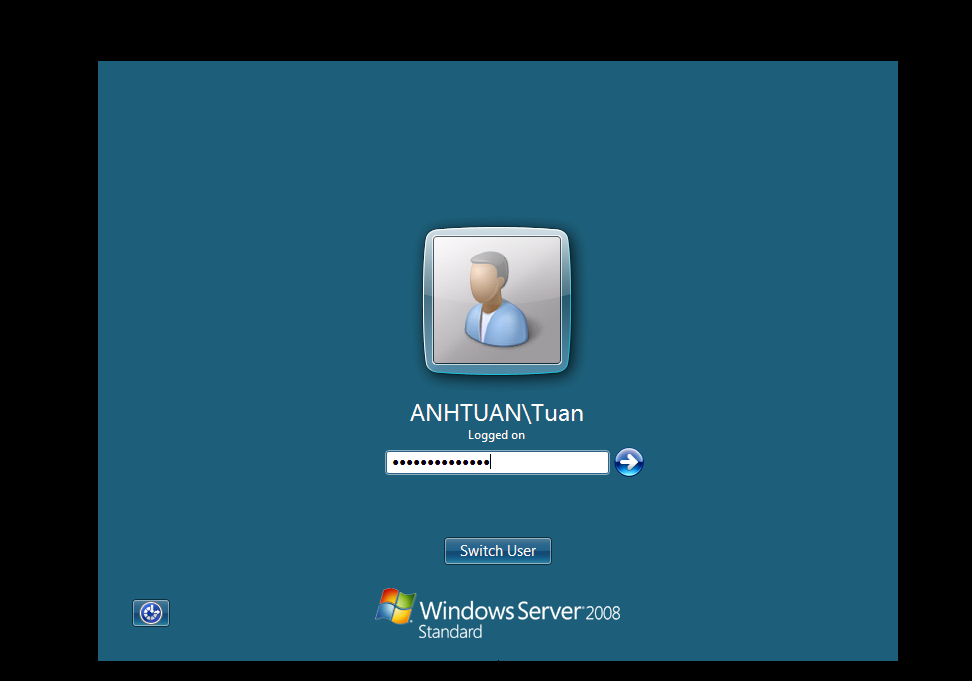 ANHTUAN\Tuan
Logged on
••••••••••••••
Switch User
Windows Server 2008
Standard